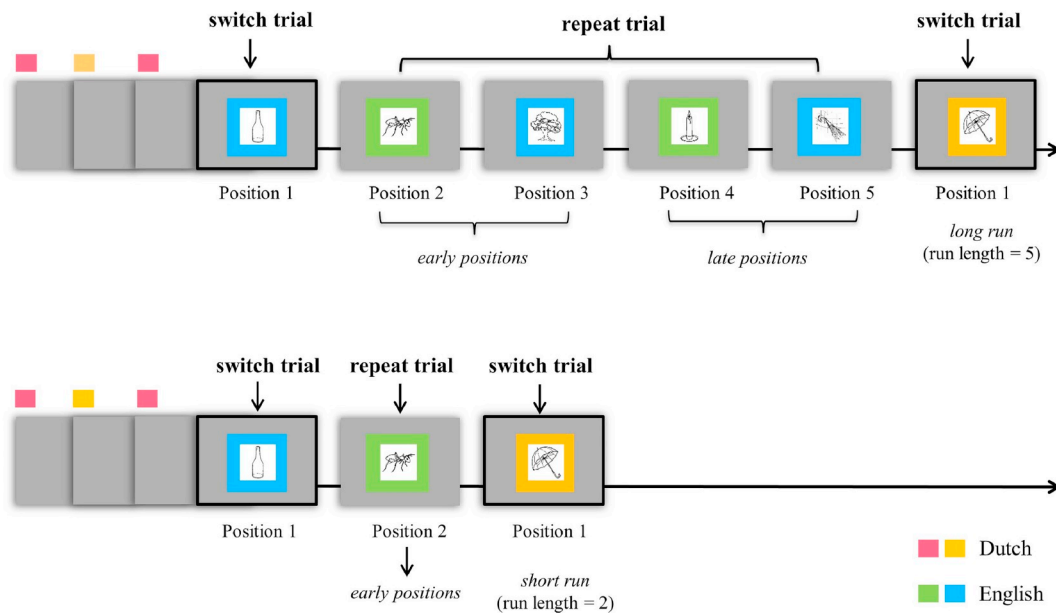 switch trial
repeat trial
switch trial
Position 1
Position 2
Position 3
Position 4
Position 5
Position 1
early positions
late positions
long run
(run length = 5)
switch trial
repeat trial
switch trial
Position 1
Position 2
Position 1
early positions
short run
(run length = 2)
Dutch
English